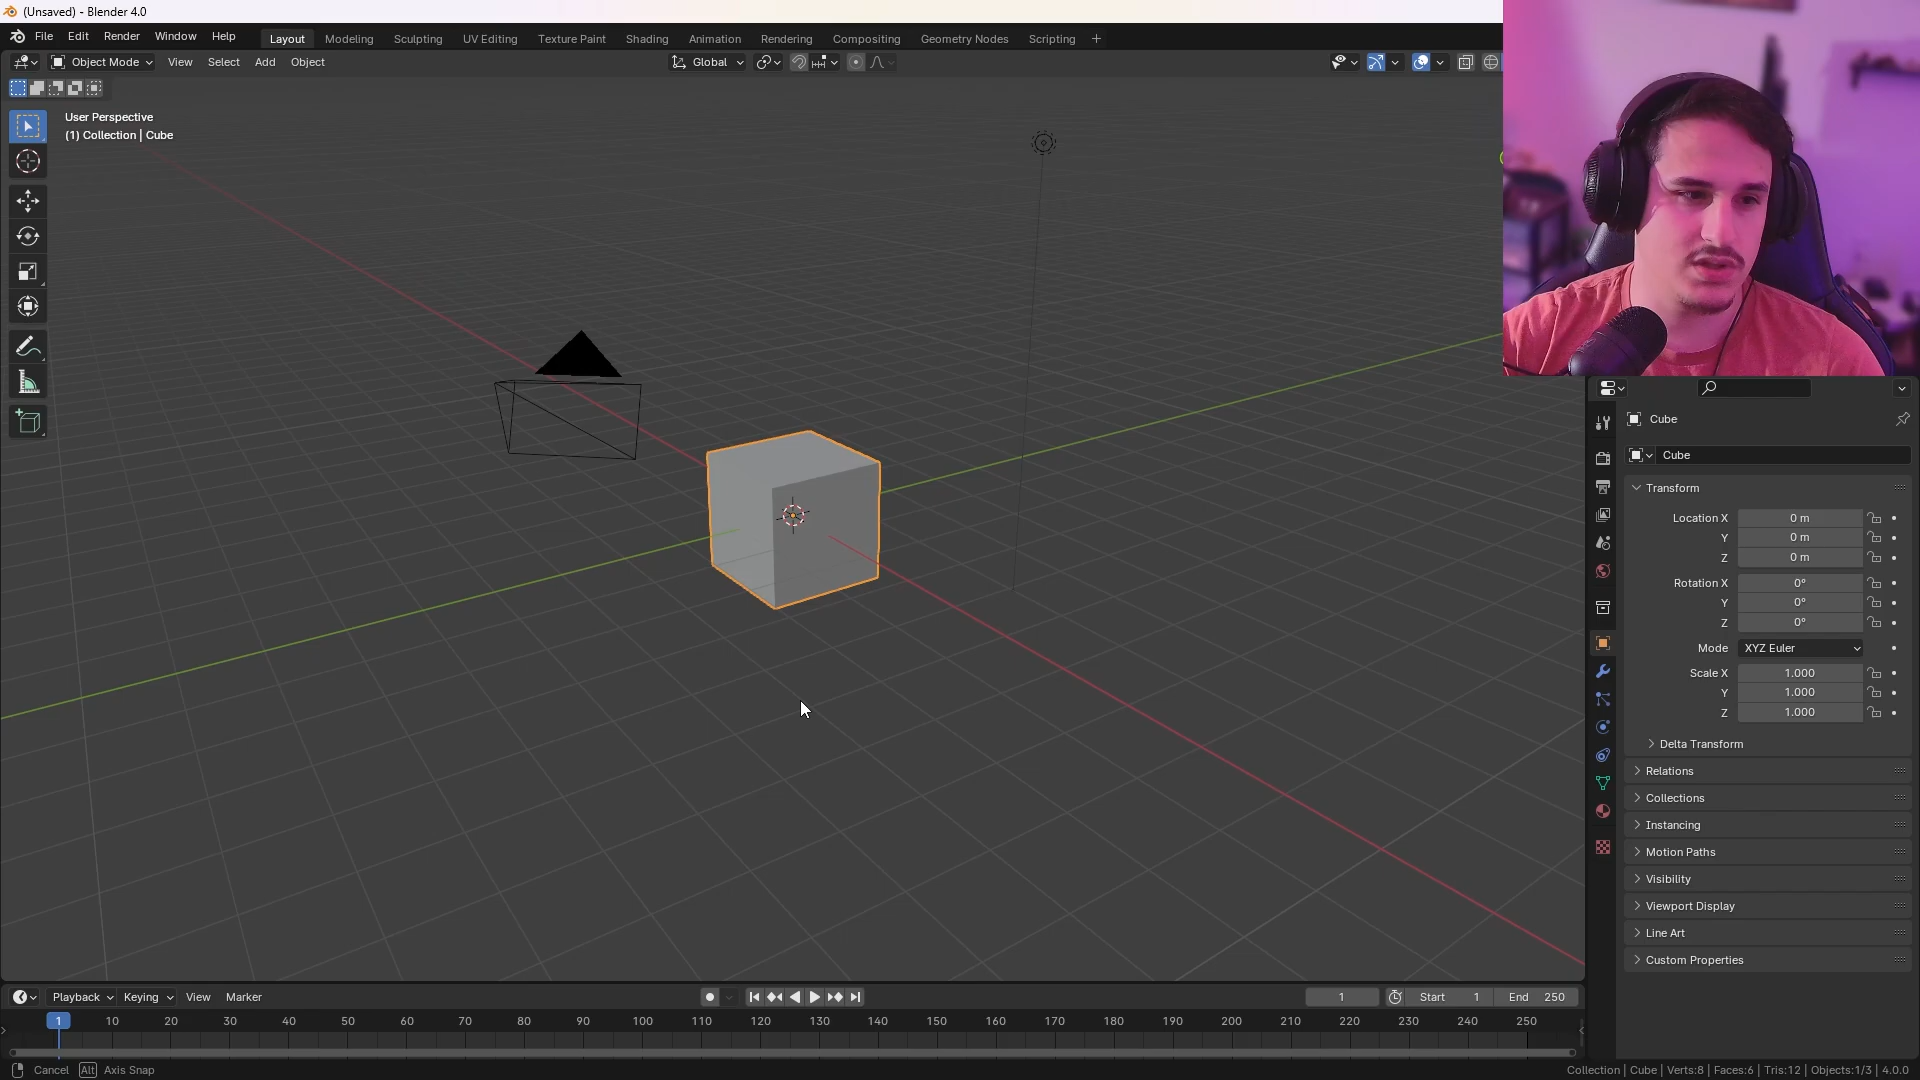 (Unsaved) - Blender 4.0
File Edit Render Window Help Layout Modeling Sculpting UV Editing Texture Paint Shading Animation Rendering Compositing Geometry Nodes Scripting +
Object Mode View Select Add Object Global
User Perspective
(1) Collection | Cube
Cube
Cube
Transform
Location X 0 m
Y 0 m
Z 0 m
Rotation X 0°
Y 0°
Z 0°
Mode XYZ Euler
Scale X 1.000
Y 1.000
Z 1.000
Delta Transform
Relations
Collections
Instancing
Motion Paths
Visibility
Viewport Display
Line Art
Custom Properties
Playback Keying View Marker 1 Start 1 End 250
1 10 20 30 40 50 60 70 80 90 100 110 120 130 140 150 160 170 180 190 200 210 220 230 240 250
Cancel Alt Axis Snap Collection | Cube | Verts:8 | Faces:6 | Tris:12 | Objects:1/3 | 4.0.0